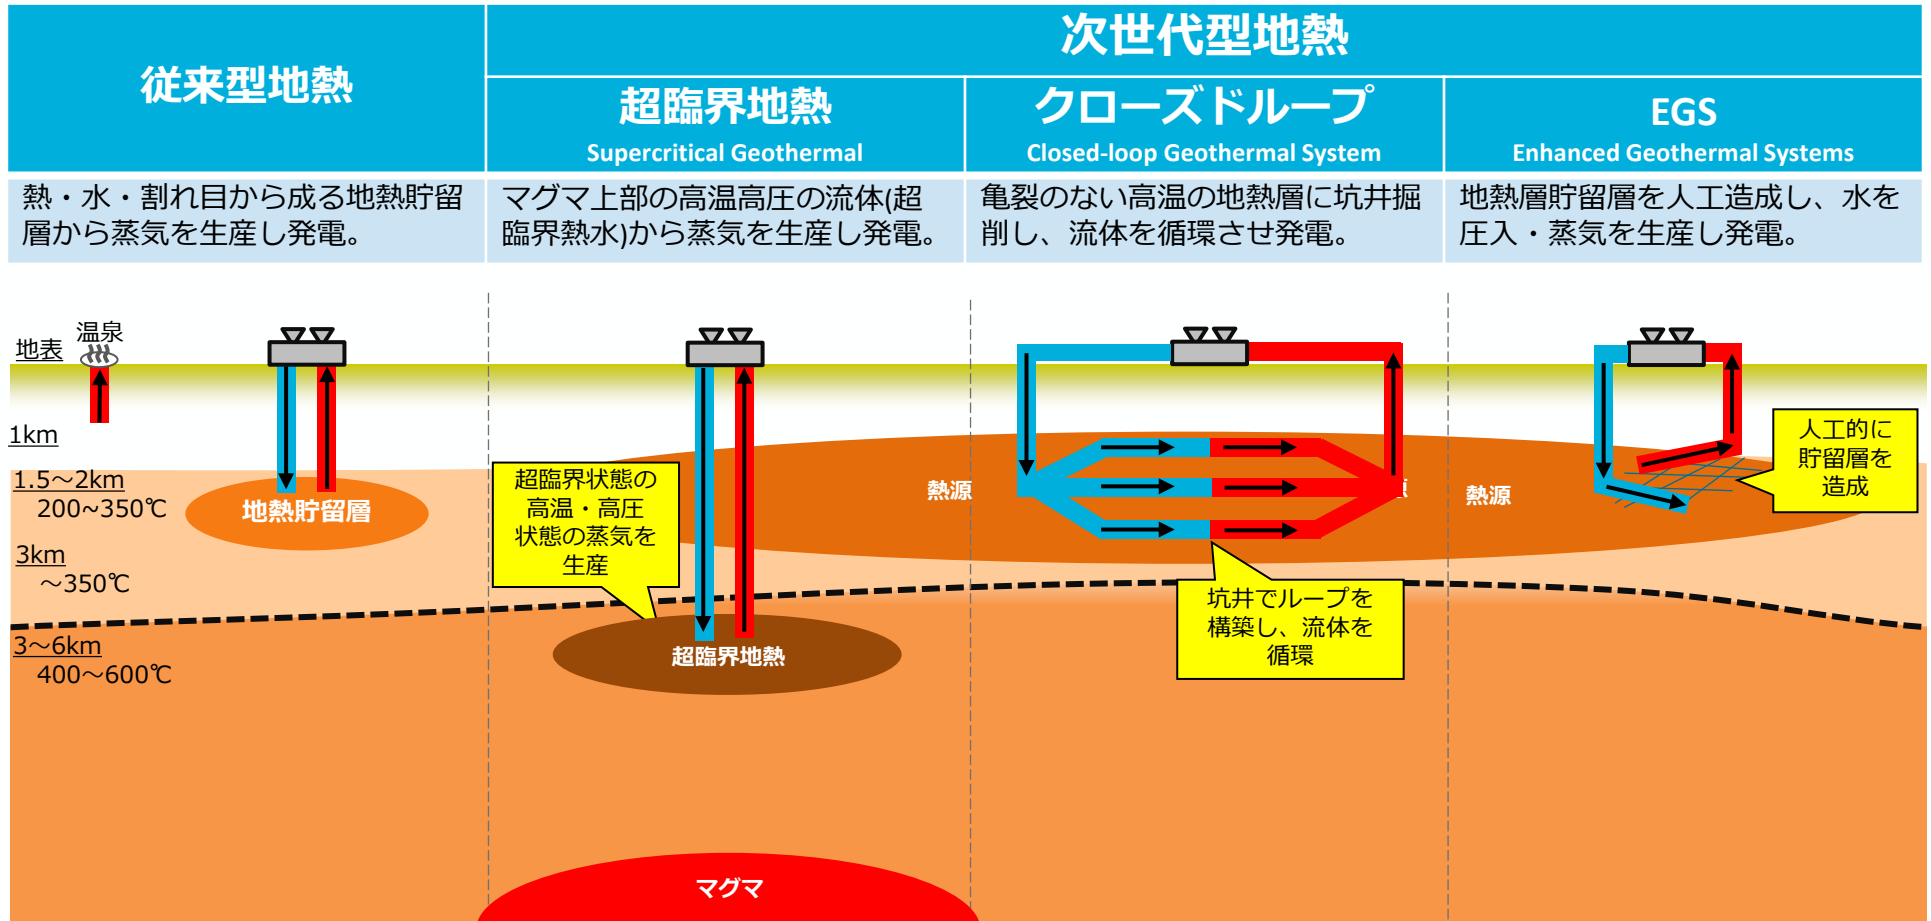 従来型地熱
次世代型地熱
超臨界地熱
Supercritical Geothermal
クローズドループ
Closed-loop Geothermal System
EGS
Enhanced Geothermal Systems
熱・水・割れ目から成る地熱貯留
層から蒸気を生産し発電。
マグマ上部の高温高圧の流体(超
臨界熱水)から蒸気を生産し発電。
亀裂のない高温の地熱層に坑井掘
削し、流体を循環させ発電。
地熱層貯留層を人工造成し、水を
圧入・蒸気を生産し発電。
地表
温泉
1km
1.5～2km
200~350℃
3km
～350℃
3～6km
400～600℃
地熱貯留層
超臨界状態の
高温・高圧
状態の蒸気を
生産
超臨界地熱
マグマ
熱源
坑井でループを
構築し、流体を
循環
熱源
人工的に
貯留層を
造成